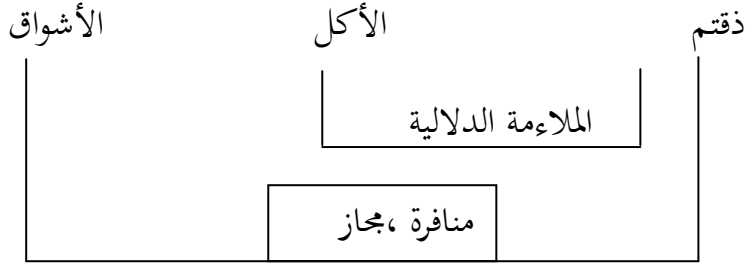 ذقتم الأكل الأشواق
الملاءمة الدلالية
منافرة ،مجاز